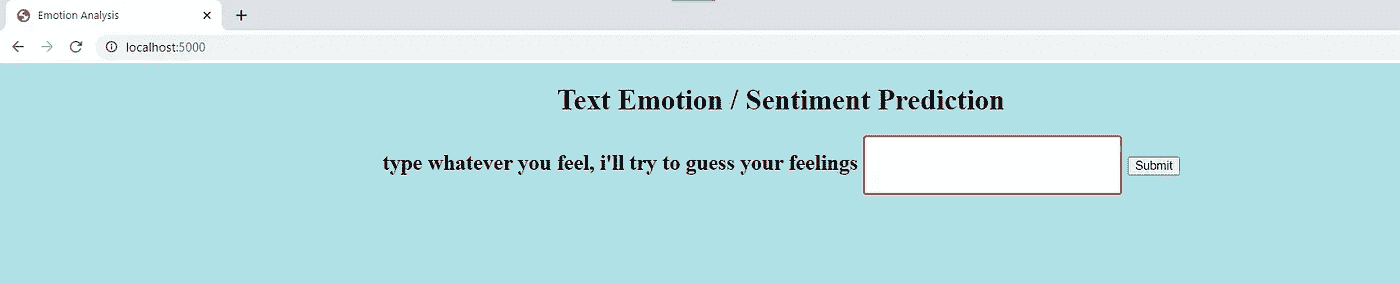 Emotion Analysis
localhost:5000
Text Emotion / Sentiment Prediction
type whatever you feel, i'll try to guess your feelings Submit